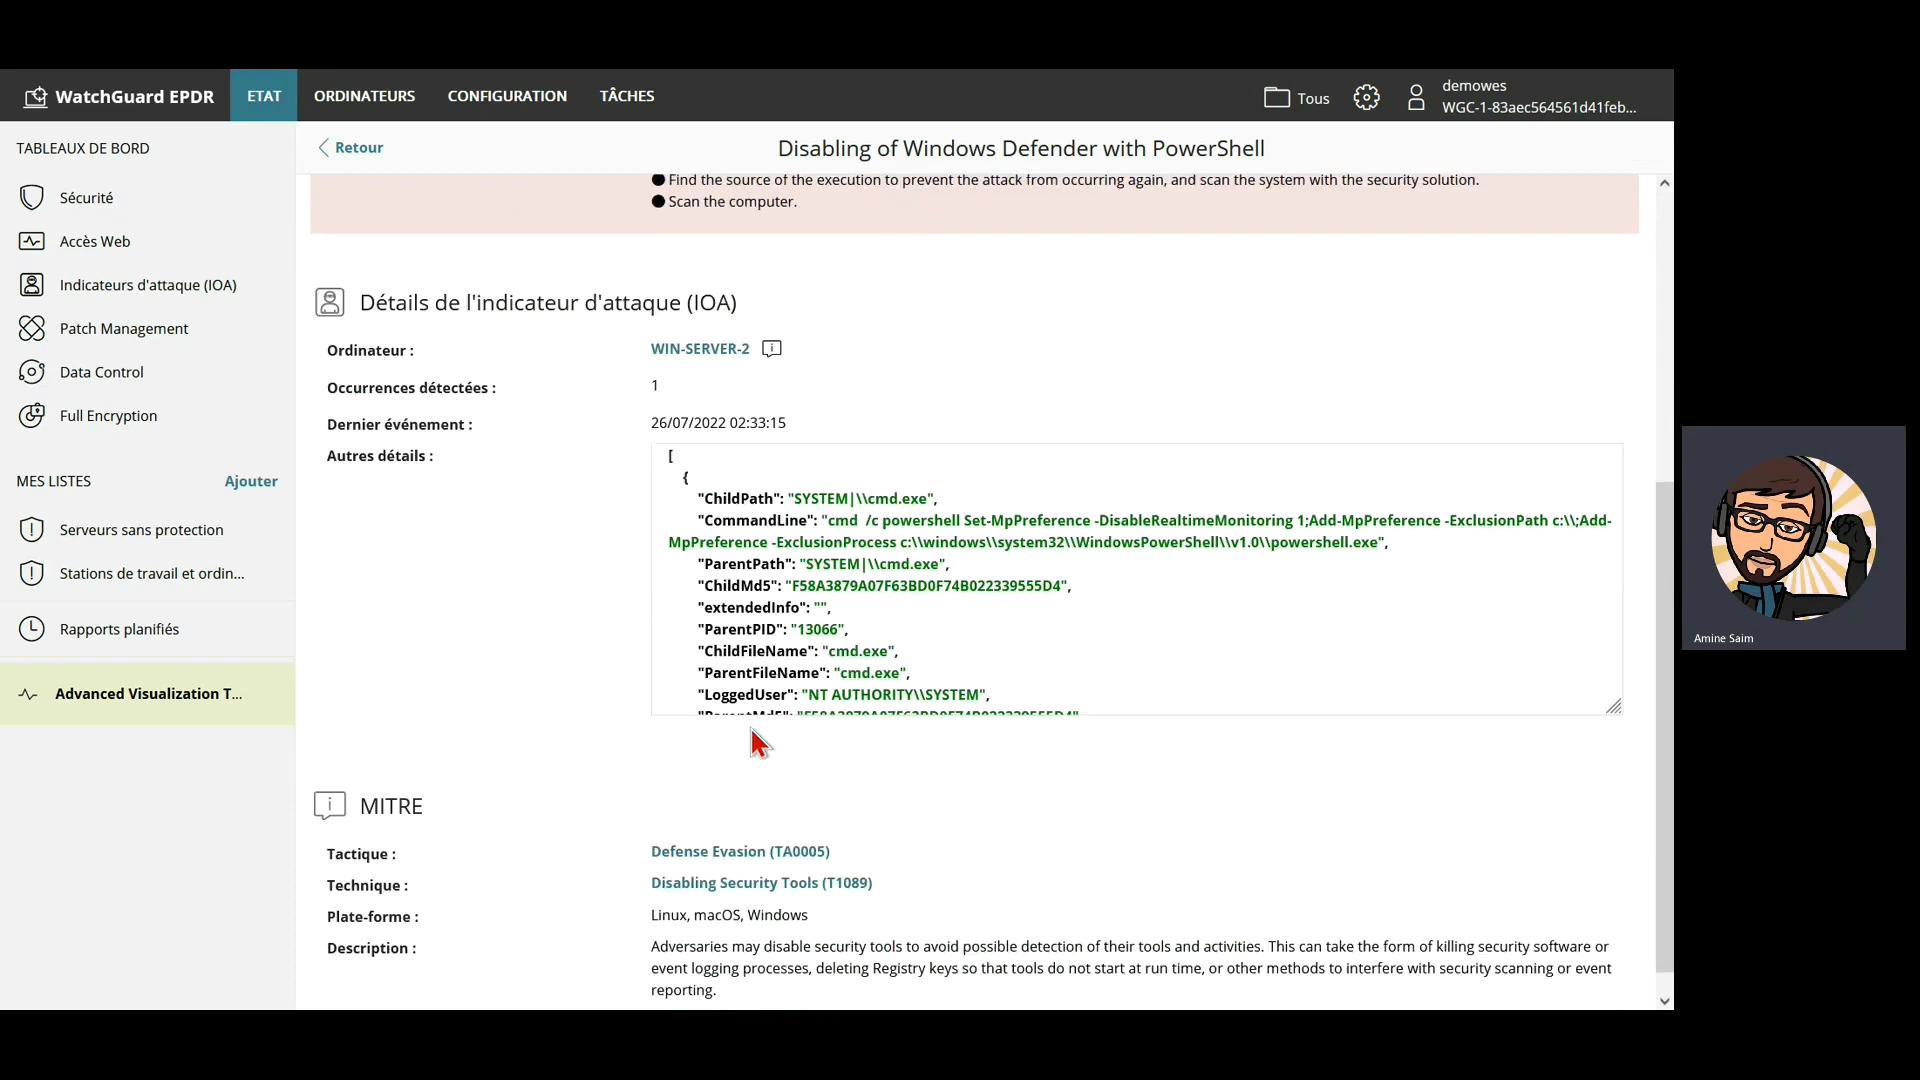 WatchGuard EPDR
ETAT
ORDINATEURS
CONFIGURATION
TÂCHES
Tous
demowes
WGC-1-83aec564561d41feb...
TABLEAUX DE BORD
Sécurité
Accès Web
Indicateurs d'attaque (IOA)
Patch Management
Data Control
Full Encryption
MES LISTES
Ajouter
Serveurs sans protection
Stations de travail et ordin...
Rapports planifiés
Advanced Visualization T...
Retour
Disabling of Windows Defender with PowerShell
● Find the source of the execution to prevent the attack from occurring again, and scan the system with the security solution.
● Scan the computer.
Détails de l'indicateur d'attaque (IOA)
Ordinateur :
WIN-SERVER-2
Occurrences détectées :
1
Dernier événement :
26/07/2022 02:33:15
Autres détails :
[
{
"ChildPath": "SYSTEM|\\cmd.exe",
"CommandLine": "cmd /c powershell Set-MpPreference -DisableRealtimeMonitoring 1;Add-MpPreference -ExclusionPath c:\\;Add-
MpPreference -ExclusionProcess c:\\windows\\system32\\WindowsPowerShell\\v1.0\\powershell.exe",
"ParentPath": "SYSTEM|\\cmd.exe",
"ChildMd5": "F58A3879A07F63BD0F74B022339555D4",
"extendedInfo": "",
"ParentPID": "13066",
"ChildFileName": "cmd.exe",
"ParentFileName": "cmd.exe",
"LoggedUser": "NT AUTHORITY\\SYSTEM",
"ParentMd5": "F58A3879A07F63BD0F74B022339555D4"
MITRE
Tactique :
Defense Evasion (TA0005)
Technique :
Disabling Security Tools (T1089)
Plate-forme :
Linux, macOS, Windows
Description :
Adversaries may disable security tools to avoid possible detection of their tools and activities. This can take the form of killing security software or
event logging processes, deleting Registry keys so that tools do not start at run time, or other methods to interfere with security scanning or event
reporting.
Amine Saim